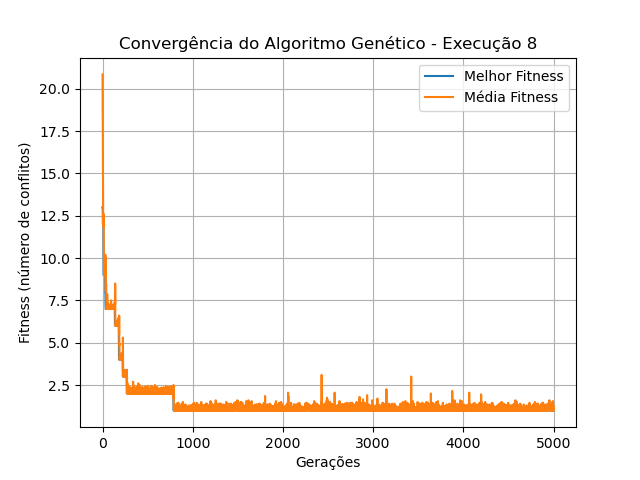 Convergência do Algoritmo Genético - Execução 8
Melhor Fitness
Média Fitness
Fitness (número de conflitos)
20.0
17.5
15.0
12.5
10.0
7.5
5.0
2.5
0 1000 2000 3000 4000 5000
Gerações